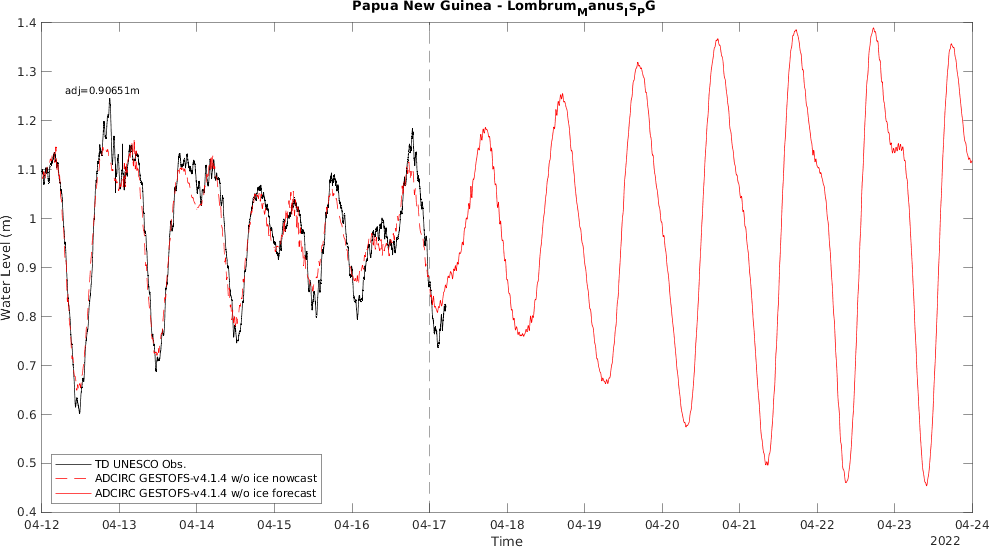 Papua New Guinea - LombrumManusIsPG
1.4
1.3
1.2
1.1
1
0.9
0.8
0.7
0.6
0.5
0.4
Water Level (m)
adj=0.90651m
TD UNESCO Obs.
ADCIRC GESTOFS-v4.1.4 w/o ice nowcast
ADCIRC GESTOFS-v4.1.4 w/o ice forecast
04-12 04-13 04-14 04-15 04-16 04-17 04-18 04-19 04-20 04-21 04-22 04-23 04-24
Time
2022